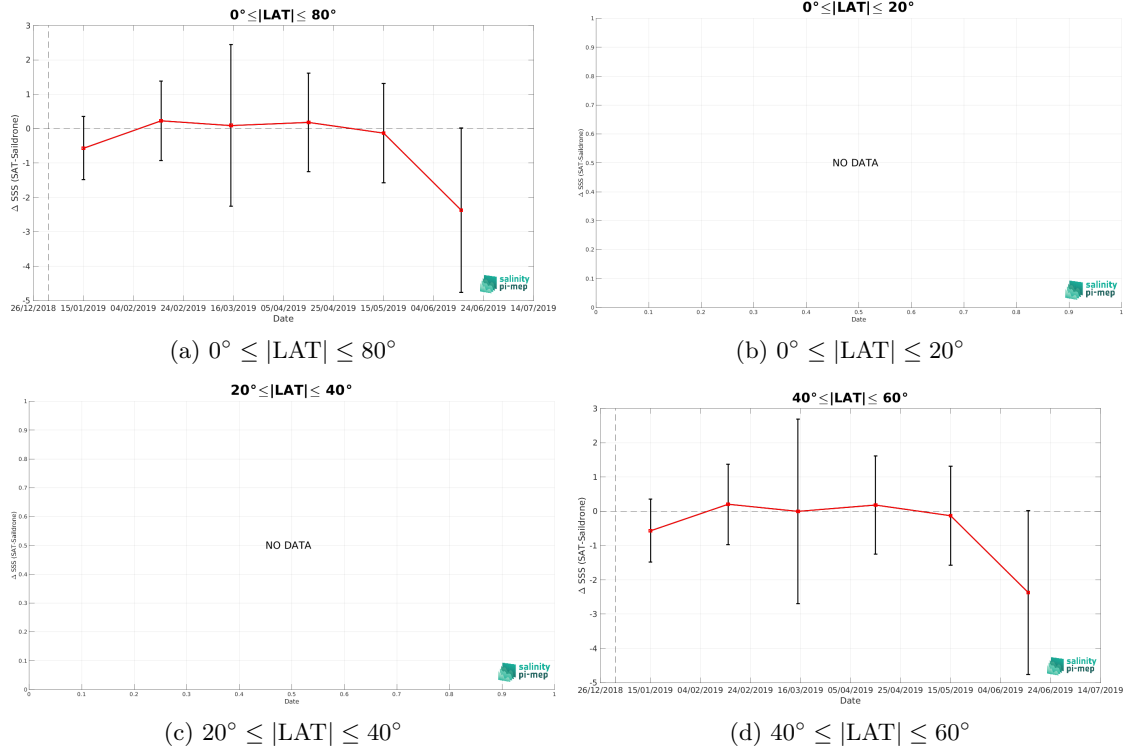 0°≤|LAT|≤ 80°
3
2
1
0
-1
-2
-3
-4
-5
Δ SSS (SAT-Saildrone)
26/12/2018 15/01/2019 04/02/2019 24/02/2019 16/03/2019 05/04/2019 25/04/2019 15/05/2019 04/06/2019 24/06/2019 14/07/2019
Date
salinity
pi-mep
(a) 0° ≤ |LAT| ≤ 80°
0°≤|LAT|≤ 20°
1
0.9
0.8
0.7
0.6
0.5
0.4
0.3
0.2
0.1
0
Δ SSS (SAT-Saildrone)
NO DATA
0 0.1 0.2 0.3 0.4 0.5 0.6 0.7 0.8 0.9 1
Date
salinity
pi-mep
(b) 0° ≤ |LAT| ≤ 20°
20°≤|LAT|≤ 40°
1
0.9
0.8
0.7
0.6
0.5
0.4
0.3
0.2
0.1
0
Δ SSS (SAT-Saildrone)
NO DATA
0 0.1 0.2 0.3 0.4 0.5 0.6 0.7 0.8 0.9 1
Date
salinity
pi-mep
(c) 20° ≤ |LAT| ≤ 40°
40°≤|LAT|≤ 60°
3
2
1
0
-1
-2
-3
-4
-5
Δ SSS (SAT-Saildrone)
26/12/2018 15/01/2019 04/02/2019 24/02/2019 16/03/2019 05/04/2019 25/04/2019 15/05/2019 04/06/2019 24/06/2019 14/07/2019
Date
salinity
pi-mep
(d) 40° ≤ |LAT| ≤ 60°